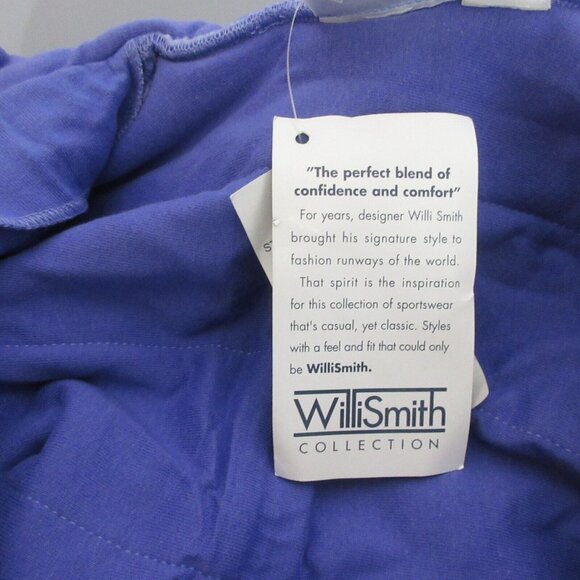 "The perfect blend of
confidence and comfort"
For years, designer Willi Smith
brought his signature style to
fashion runways of the world.
That spirit is the inspiration
for this collection of sportswear
that's casual, yet classic. Styles
with a feel and fit that could only
be WilliSmith.
WilliSmith
COLLECTION